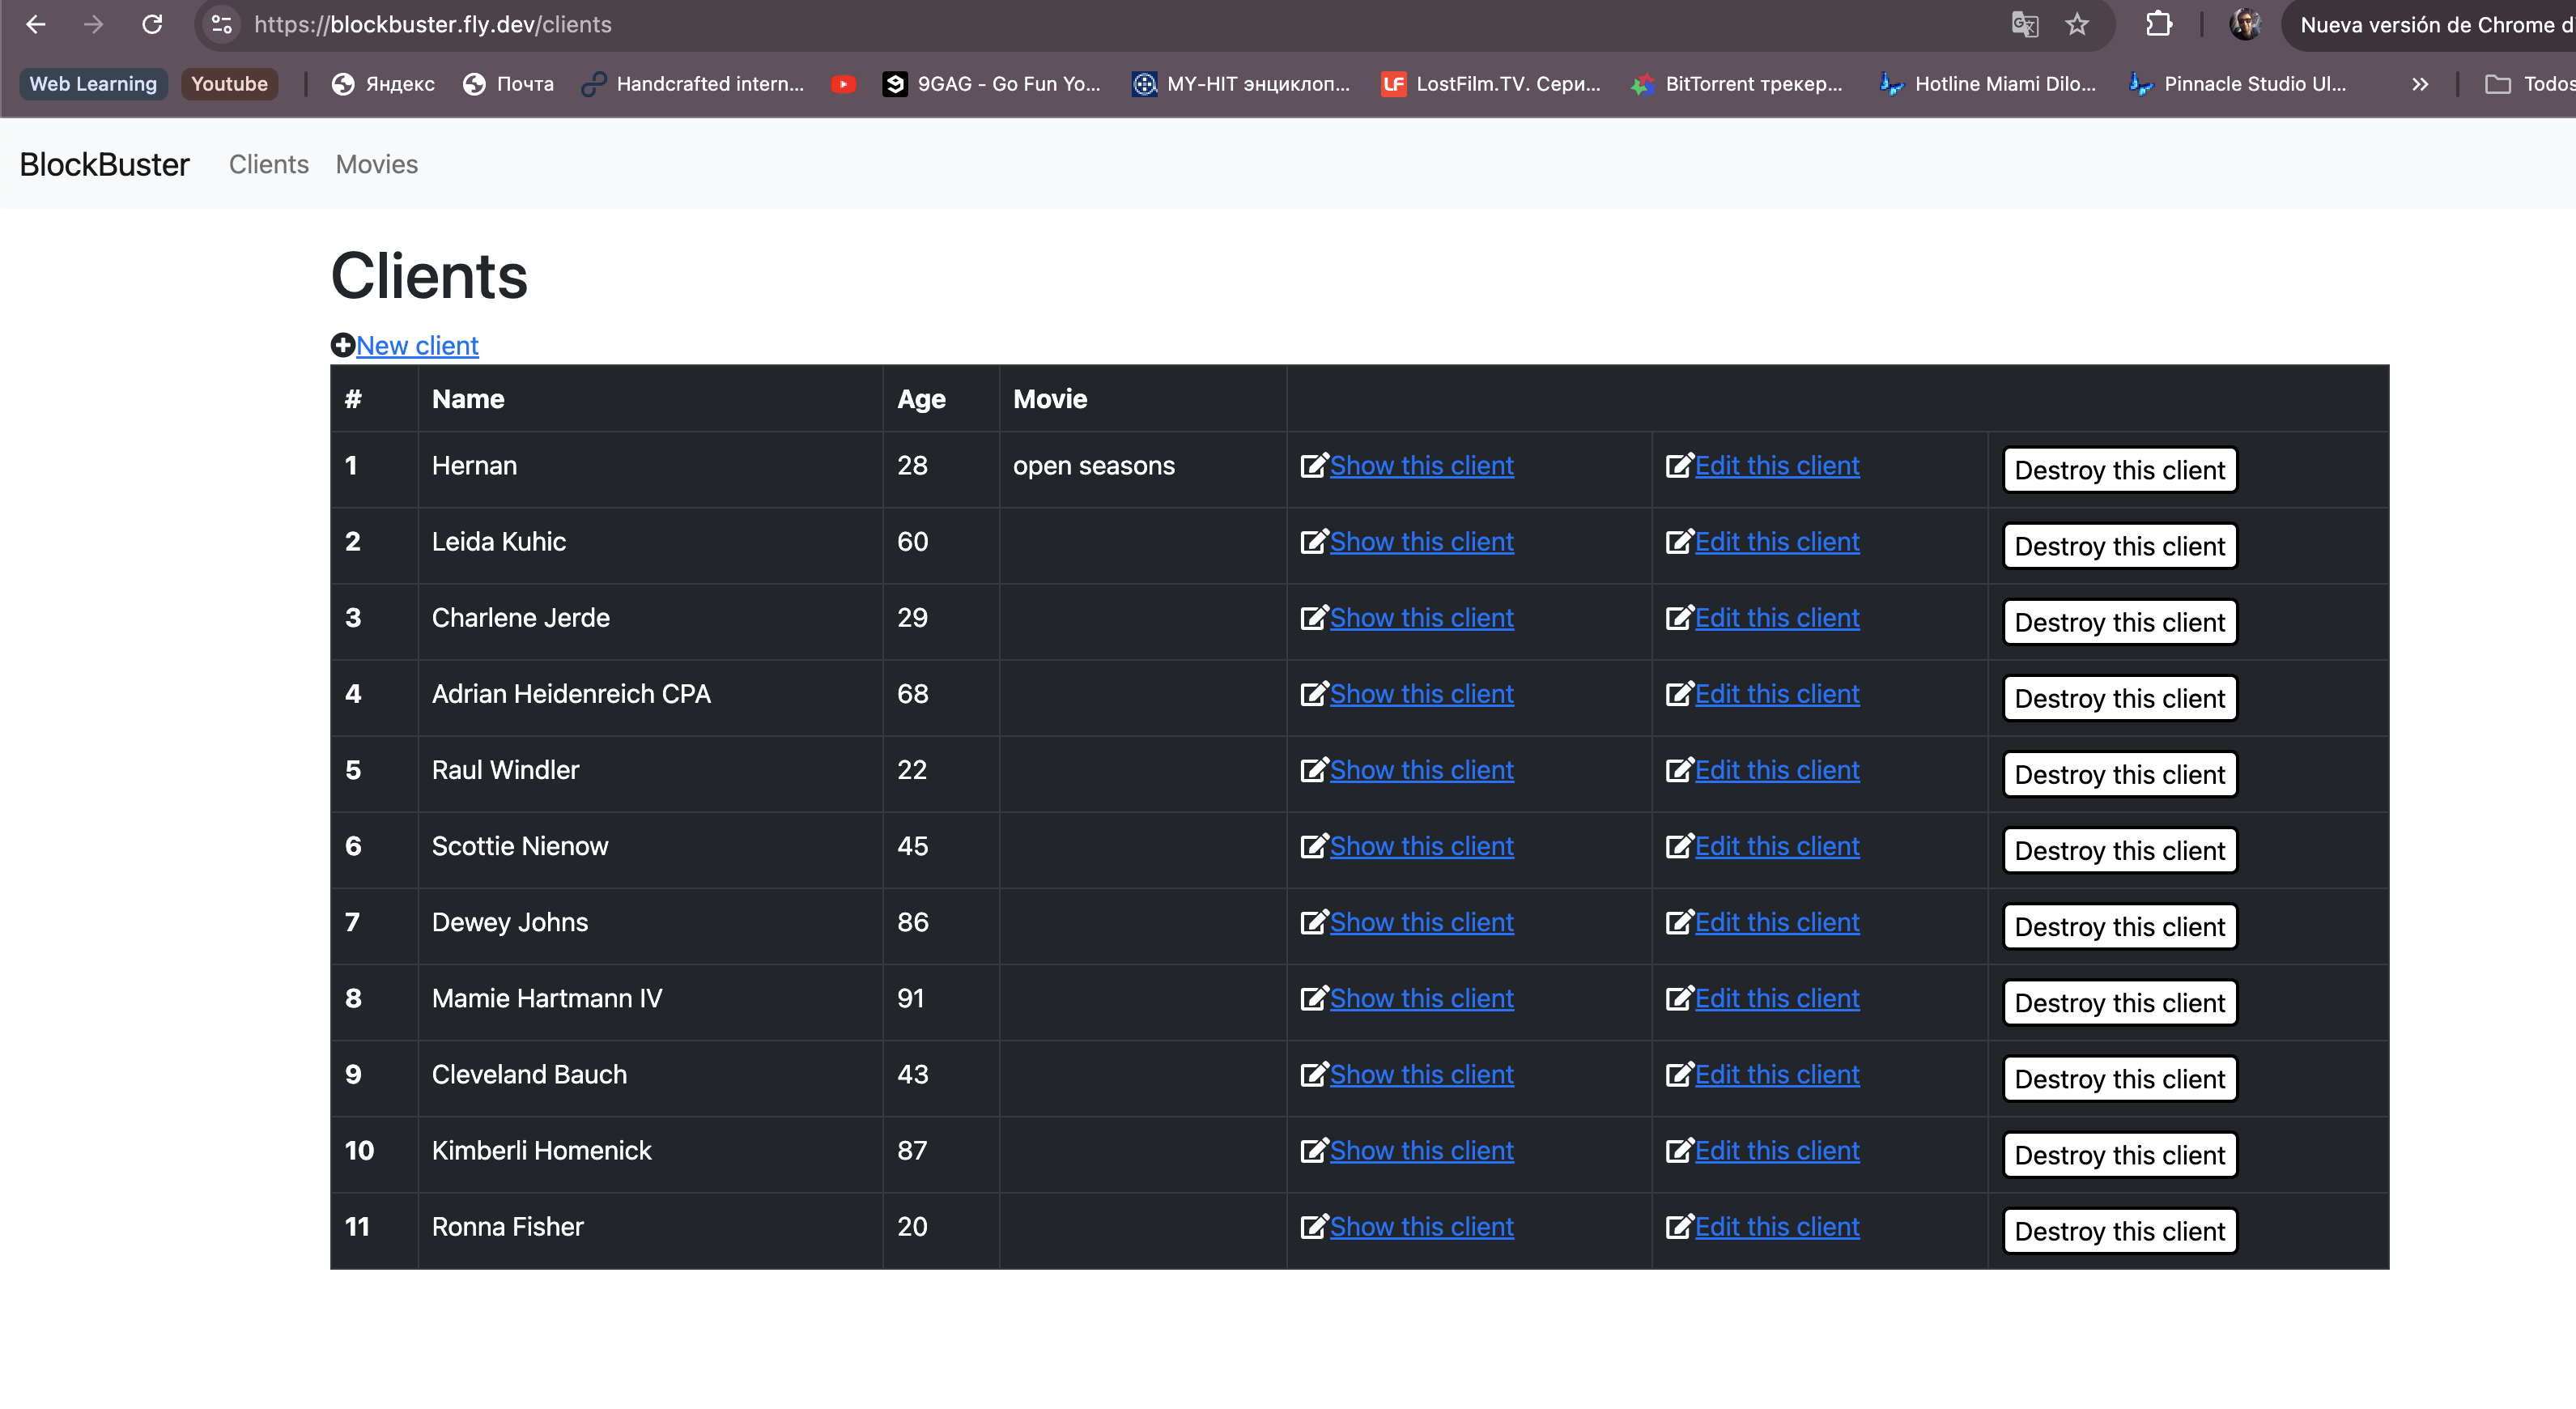 https://blockbuster.fly.dev/clients Nueva versión de Chrome d
Web Learning Youtube Яндекс Почта Handcrafted intern... 9GAG - Go Fun Yo... MY-HIT энциклоп... LF LostFilm.TV. Сери... BitTorrent трекер... Hotline Miami Dilo... Pinnacle Studio Ul... » Todos
BlockBuster Clients Movies
Clients
New client
# Name Age Movie
1 Hernan 28 open seasons Show this client Edit this client Destroy this client
2 Leida Kuhic 60 Show this client Edit this client Destroy this client
3 Charlene Jerde 29 Show this client Edit this client Destroy this client
4 Adrian Heidenreich CPA 68 Show this client Edit this client Destroy this client
5 Raul Windler 22 Show this client Edit this client Destroy this client
6 Scottie Nienow 45 Show this client Edit this client Destroy this client
7 Dewey Johns 86 Show this client Edit this client Destroy this client
8 Mamie Hartmann IV 91 Show this client Edit this client Destroy this client
9 Cleveland Bauch 43 Show this client Edit this client Destroy this client
10 Kimberli Homenick 87 Show this client Edit this client Destroy this client
11 Ronna Fisher 20 Show this client Edit this client Destroy this client